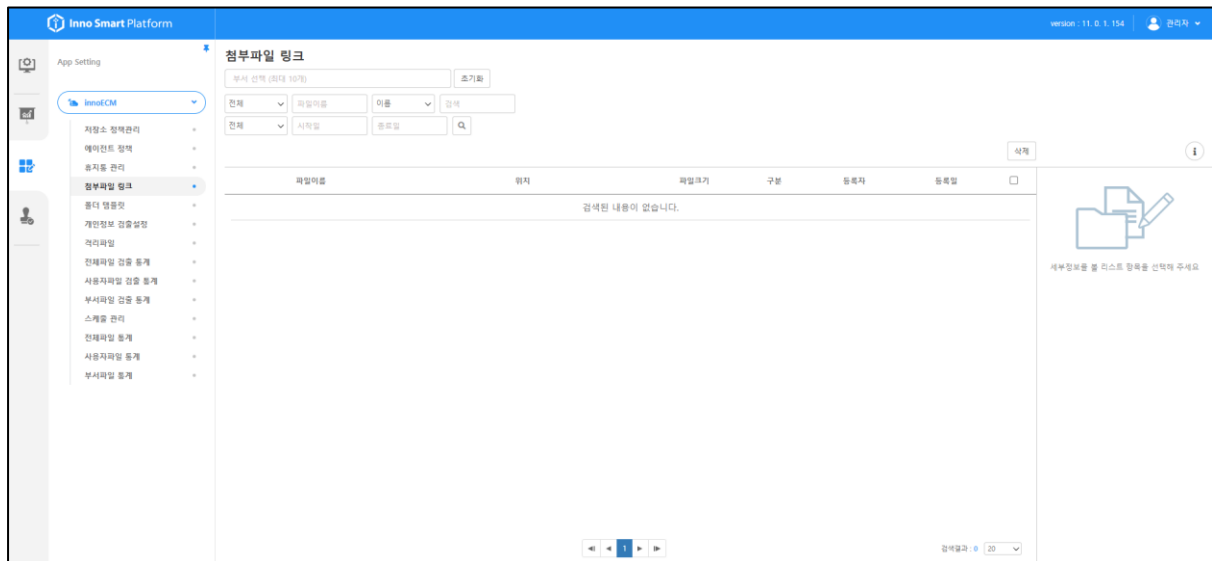 Inno Smart Platform
version : 11. 0. 1. 154
관리자
App Setting
innoECM
저장소 정책관리
에이전트 정책
휴지통 관리
첨부파일 링크
폴더 템플릿
개인정보 검출설정
격리파일
전체파일 검출 통계
사용자파일 검출 통계
부서파일 검출 통계
스케줄 관리
전체파일 통계
사용자파일 통계
부서파일 통계
첨부파일 링크
부서 선택 (최대 10개) 초기화
전체 파일이름 이름 검색
전체 시작일 종료일
삭제
파일이름 위치 파일크기 구분 등록자 등록일
검색된 내용이 없습니다.
세부정보를 볼 리스트 항목을 선택해 주세요
1
검색결과 : 0 20